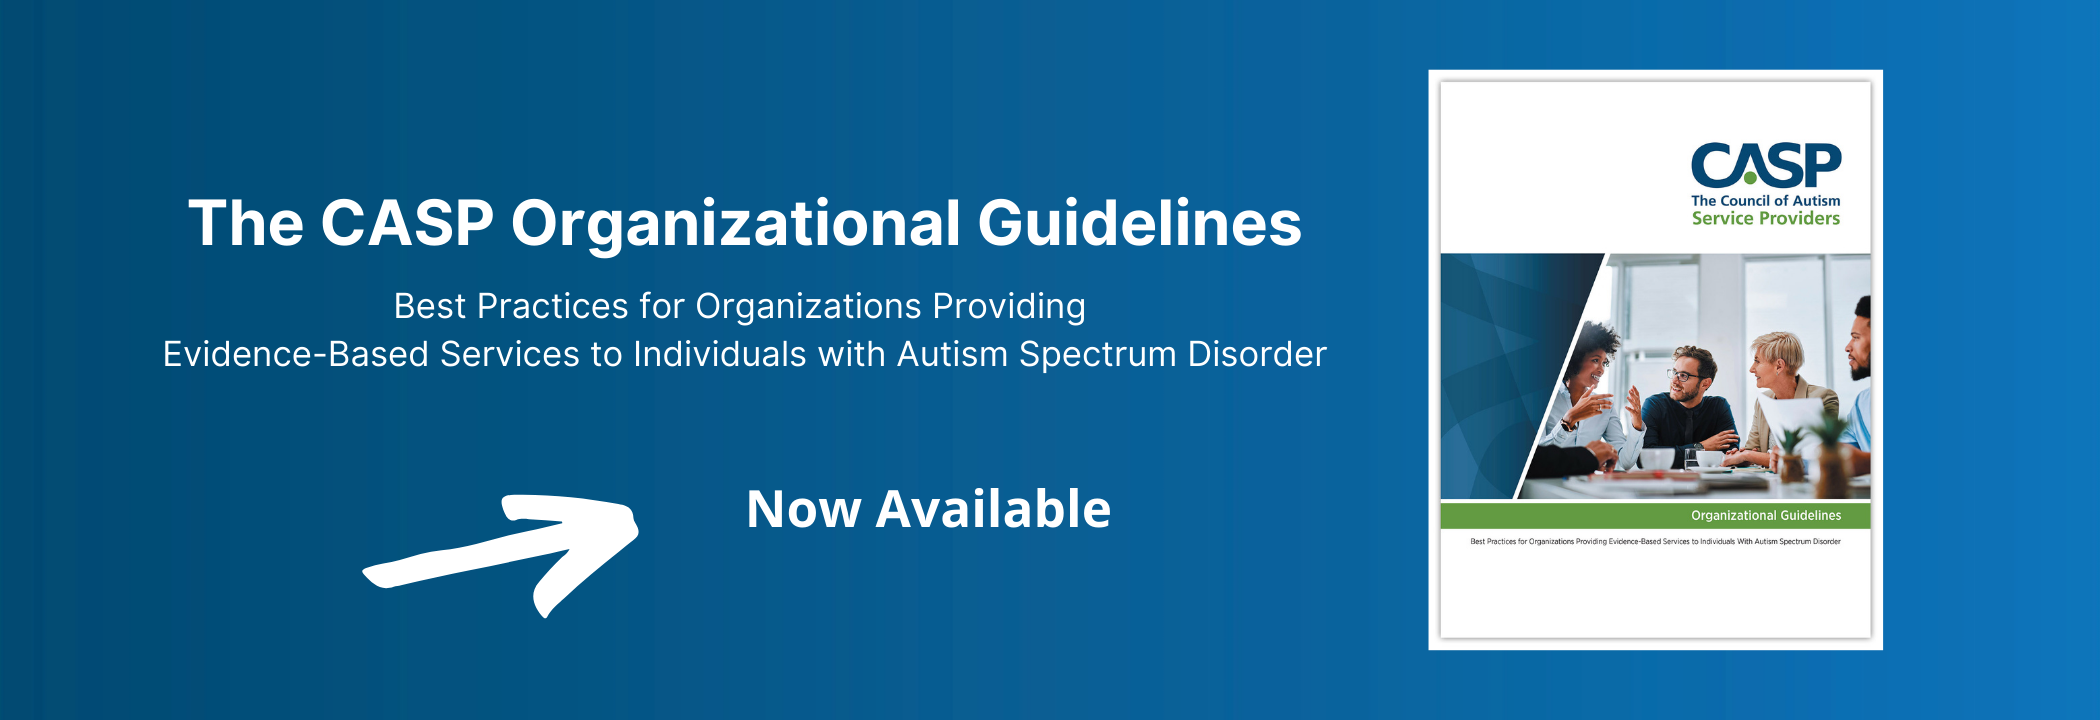 The CASP Organizational Guidelines
Best Practices for Organizations Providing
Evidence-Based Services to Individuals with Autism Spectrum Disorder
Now Available
CASP
The Council of Autism
Service Providers
Organizational Guidelines
Best Practices for Organizations Providing Evidence-Based Services to Individuals With Autism Spectrum Disorder